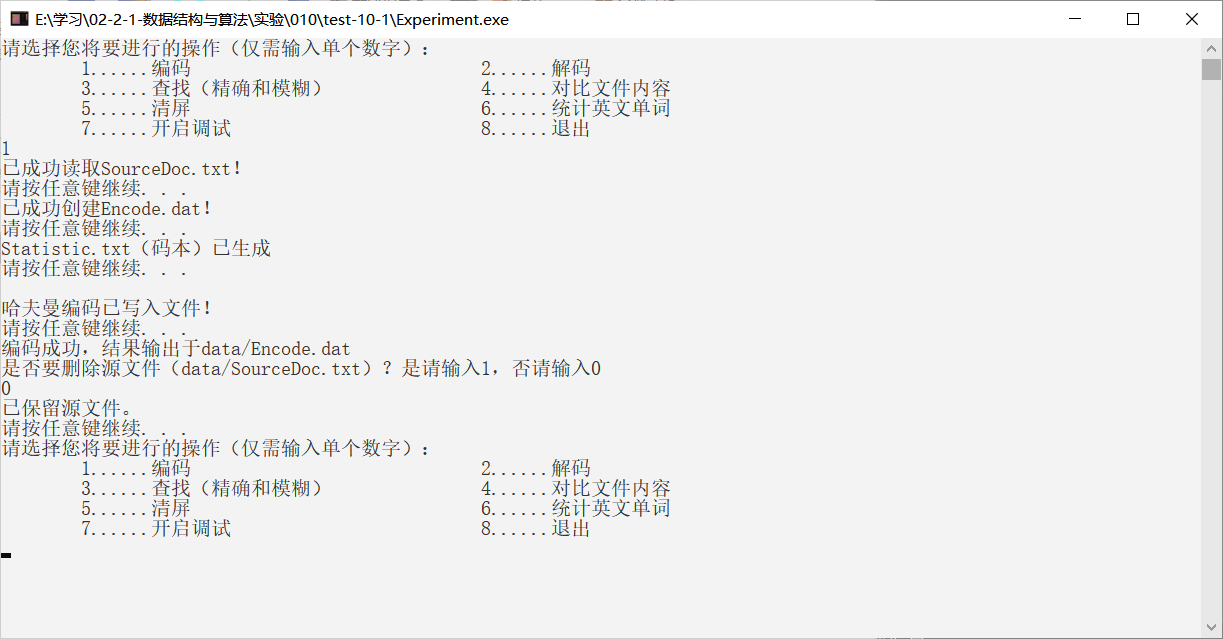 E:\学习\02-2-1-数据结构与算法\实验\010\test-10-1\Experiment.exe
请选择您将要进行的操作（仅需输入单个数字）：
1......编码 2......解码
3......查找（精确和模糊） 4......对比文件内容
5......清屏 6......统计英文单词
7......开启调试 8......退出
1
已成功读取SourceDoc.txt!
请按任意键继续. . .
已成功创建Encode.dat!
请按任意键继续. . .
Statistic.txt（码本）已生成
请按任意键继续. . .
哈夫曼编码已写入文件!
请按任意键继续. . .
编码成功，结果输出于data/Encode.dat
是否要删除源文件（data/SourceDoc.txt）？是请输入1，否请输入0
0
已保留源文件。
请按任意键继续. . .
请选择您将要进行的操作（仅需输入单个数字）：
1......编码 2......解码
3......查找（精确和模糊） 4......对比文件内容
5......清屏 6......统计英文单词
7......开启调试 8......退出